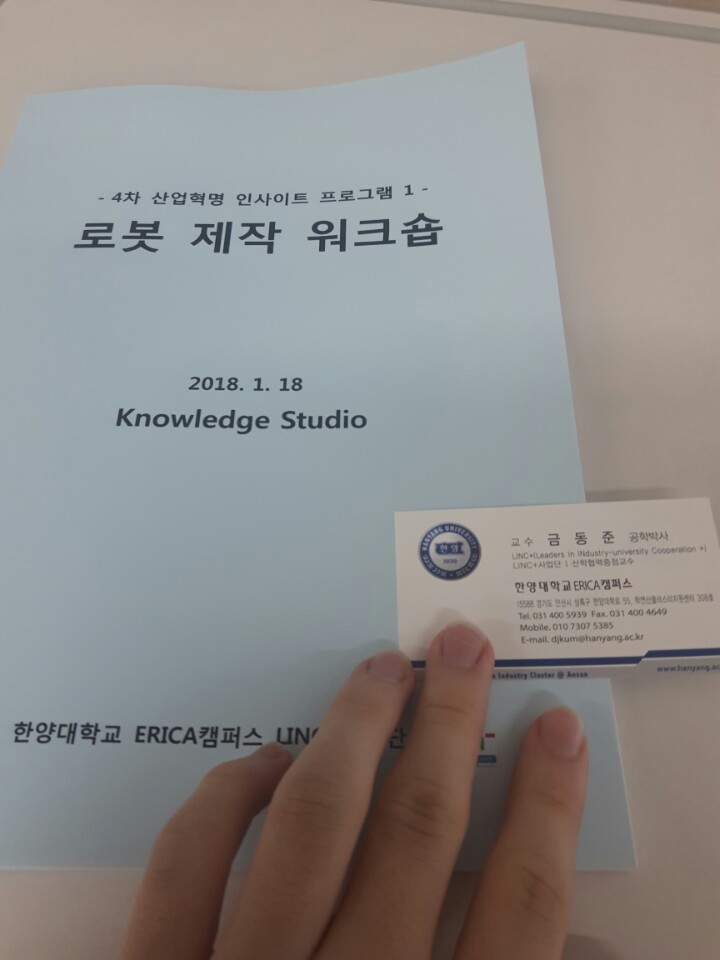 - 4차 산업혁명 인사이트 프로그램 1 -
로봇 제작 워크숍
2018. 1. 18
Knowledge Studio
HANYANG UNIVERSITY
한양
1939
교수 금동준 공학박사
LINC+(Leaders in INdustry-university Cooperation +)
LINC+사업단 | 산학협력중점교수
한양대학교 ERICA캠퍼스
15588 경기도 안산시 상록구 한양대학로 55, 학연산클러스터지원센터 308호
Tel. 031 400 5939 Fax. 031 400 4649
Mobile. 010 7307 5385
E-mail. djkum@hanyang.ac.kr
Industry Cluster @ Ansan
www.hanyang.ac
한양대학교 ERICA캠퍼스 LINC 단